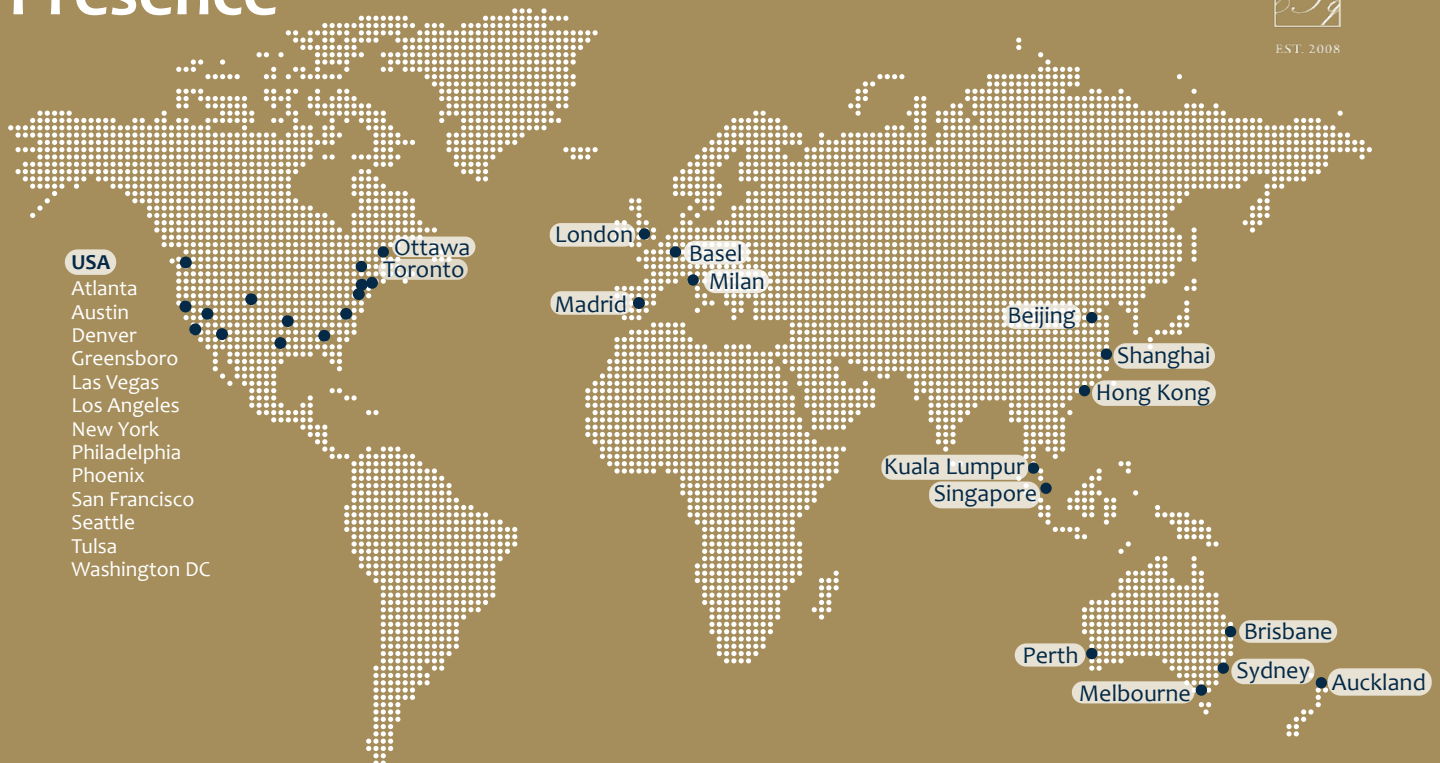 Presence
EST. 2008
USA
Atlanta
Austin
Denver
Greensboro
Las Vegas
Los Angeles
New York
Philadelphia
Phoenix
San Francisco
Seattle
Tulsa
Washington DC
Ottawa
Toronto
London
Basel
Milan
Madrid
Beijing
Shanghai
Hong Kong
Kuala Lumpur
Singapore
Brisbane
Perth
Sydney
Auckland
Melbourne